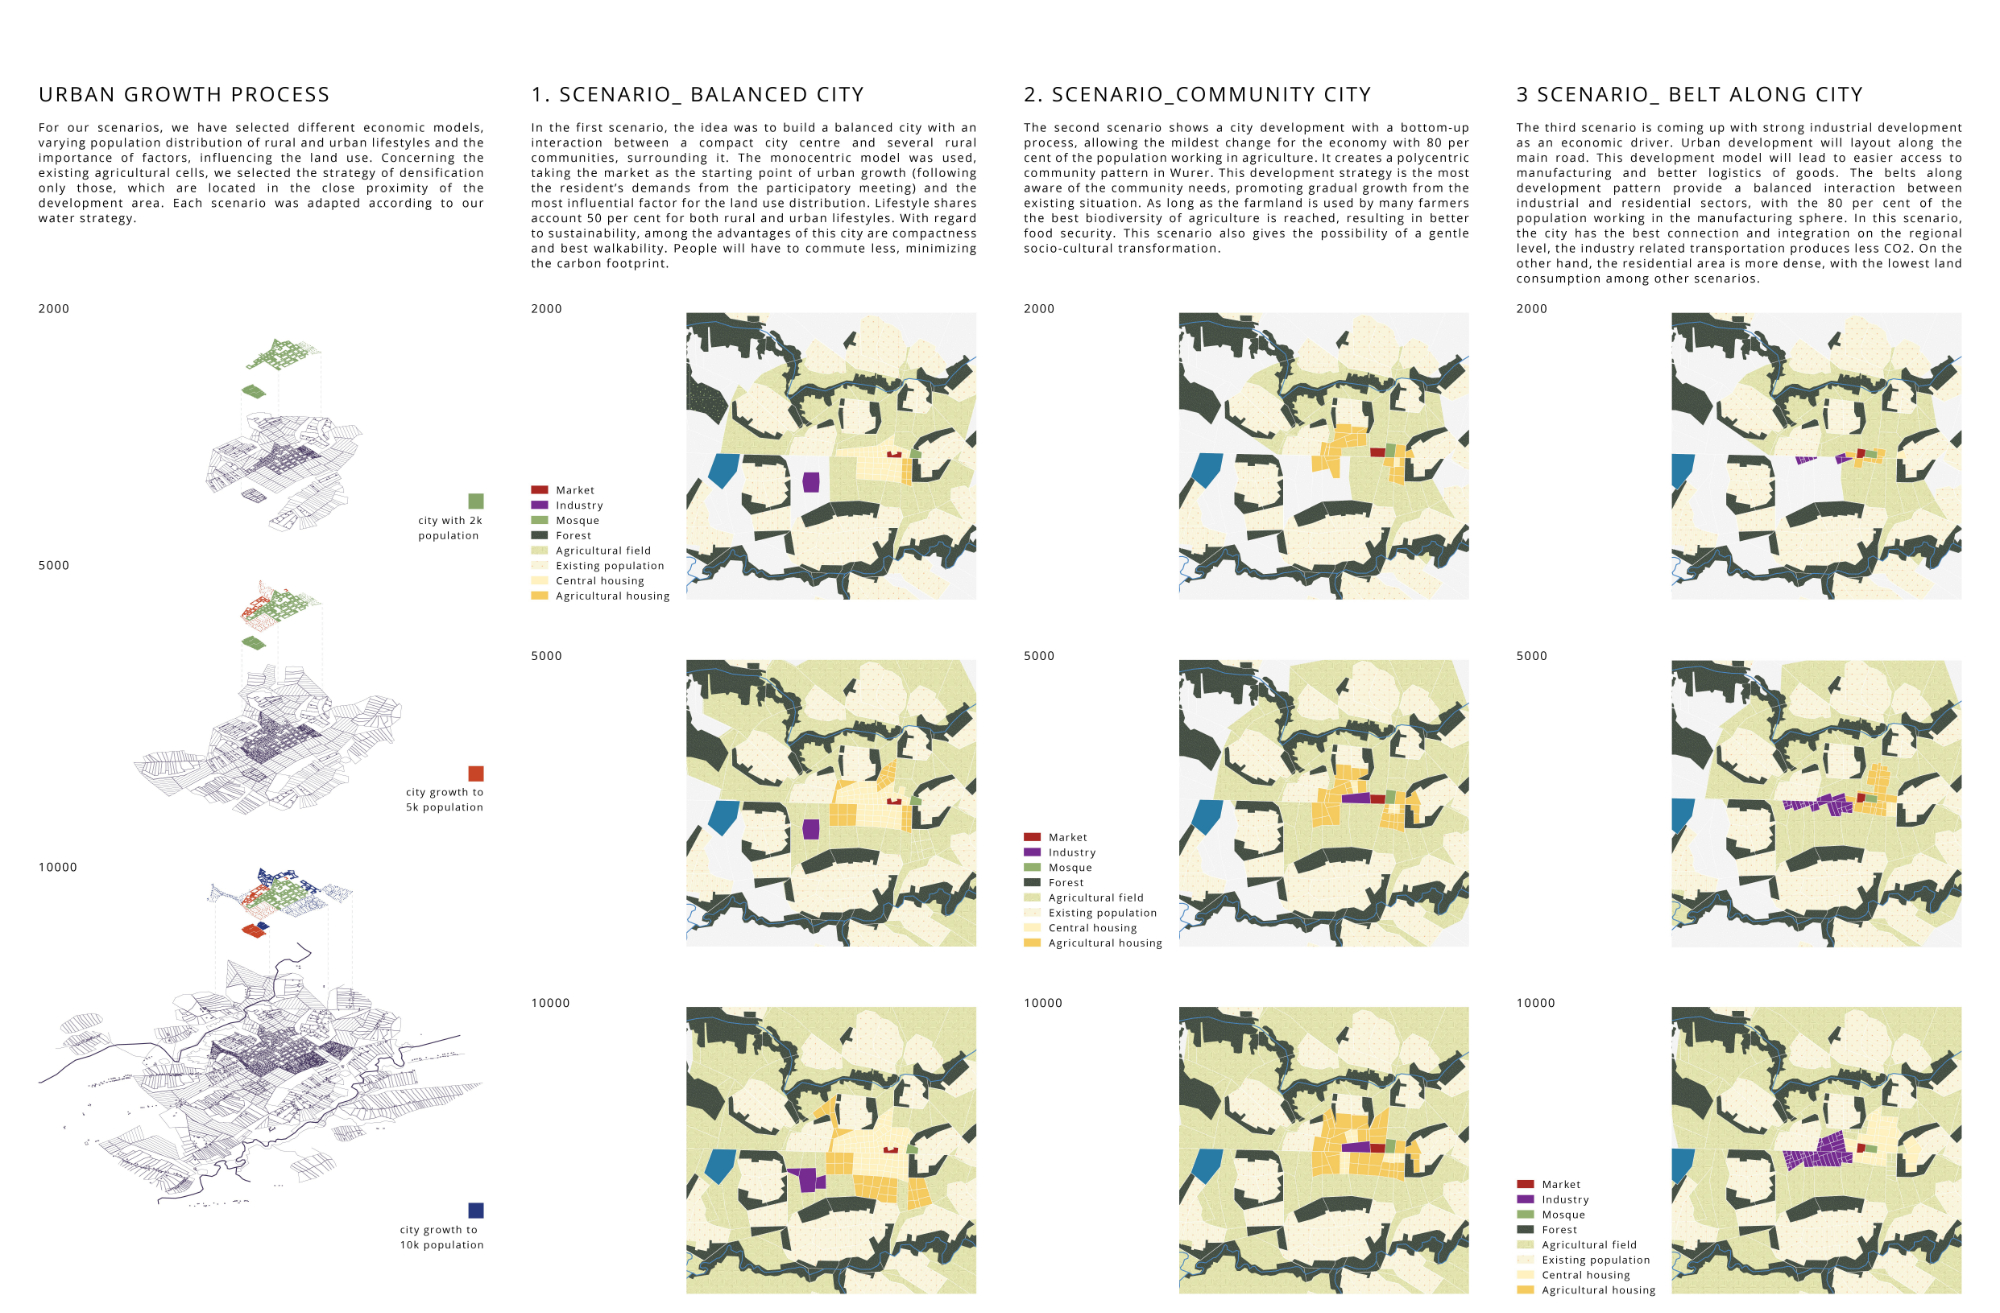 URBAN GROWTH PROCESS
For our scenarios, we have selected different economic models,
varying population distribution of rural and urban lifestyles and the
importance of factors, influencing the land use. Concerning the
existing agricultural cells, we selected the strategy of densification
only those, which are located in the close proximity of the
development area. Each scenario was adapted according to our
water strategy.
2000
city with 2k
population
5000
city growth to
5k population
10000
city growth to
10k population
1. SCENARIO_ BALANCED CITY
In the first scenario, the idea was to build a balanced city with an
interaction between a compact city centre and several rural
communities, surrounding it. The monocentric model was used,
taking the market as the starting point of urban growth (following
the resident's demands from the participatory meeting) and the
most influential factor for the land use distribution. Lifestyle shares
account 50 per cent for both rural and urban lifestyles. With regard
to sustainability, among the advantages of this city are compactness
and best walkability. People will have to commute less, minimizing
the carbon footprint.
2000
Market
Industry
Mosque
Forest
Agricultural field
Existing population
Central housing
Agricultural housing
5000
10000
2. SCENARIO_COMMUNITY CITY
The second scenario shows a city development with a bottom-up
process, allowing the mildest change for the economy with 80 per
cent of the population working in agriculture. It creates a polycentric
community pattern in Wurer. This development strategy is the most
aware of the community needs, promoting gradual growth from the
existing situation. As long as the farmland is used by many farmers
the best biodiversity of agriculture is reached, resulting in better
food security. This scenario also gives the possibility of a gentle
socio-cultural transformation.
2000
5000
Market
Industry
Mosque
Forest
Agricultural field
Existing population
Central housing
Agricultural housing
10000
3 SCENARIO_ BELT ALONG CITY
The third scenario is coming up with strong industrial development
as an economic driver. Urban development will layout along the
main road. This development model will lead to easier access to
manufacturing and better logistics of goods. The belts along
development pattern provide a balanced interaction between
industrial and residential sectors, with the 80 per cent of the
population working in the manufacturing sphere. In this scenario,
the city has the best connection and integration on the regional
level, the industry related transportation produces less CO2. On the
other hand, the residential area is more dense, with the lowest land
consumption among other scenarios.
2000
5000
10000
Market
Industry
Mosque
Forest
Agricultural field
Existing population
Central housing
Agricultural housing